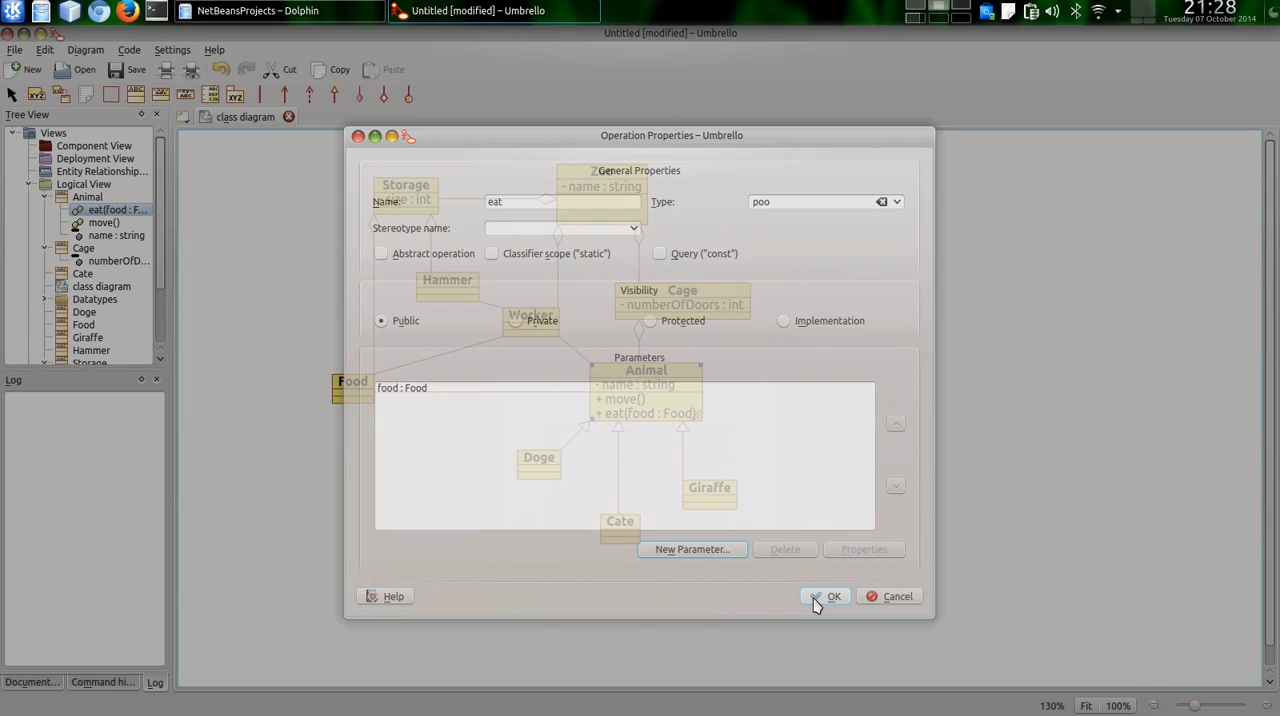 NetBeansProjects – Dolphin
Untitled [modified] – Umbrello
21:28
Tuesday 07 October 2014
Untitled [modified] – Umbrello
File Edit Diagram Code Settings Help
New Open Save Cut Copy Paste
Tree View
class diagram
Views
Component View
Deployment View
Entity Relationship...
Logical View
Animal
eat(food : F...
move()
name : string
Cage
numberOfD...
Cate
class diagram
Datatypes
Doge
Food
Giraffe
Hammer
Storage
Log
Document... Command hi... Log
Operation Properties – Umbrello
General Properties
Name: eat Type: poo
Stereotype name:
Abstract operation Classifier scope ("static") Query ("const")
Visibility
Public Private Protected Implementation
Parameters
food : Food
New Parameter... Delete Properties
Help OK Cancel
Storage
- size : int
- name : string
Hammer
Worker
Cage
- numberOfDoors : int
Food
Animal
- name : string
+ move()
+ eat(food : Food)
Doge
Giraffe
Cate
130% Fit 100%